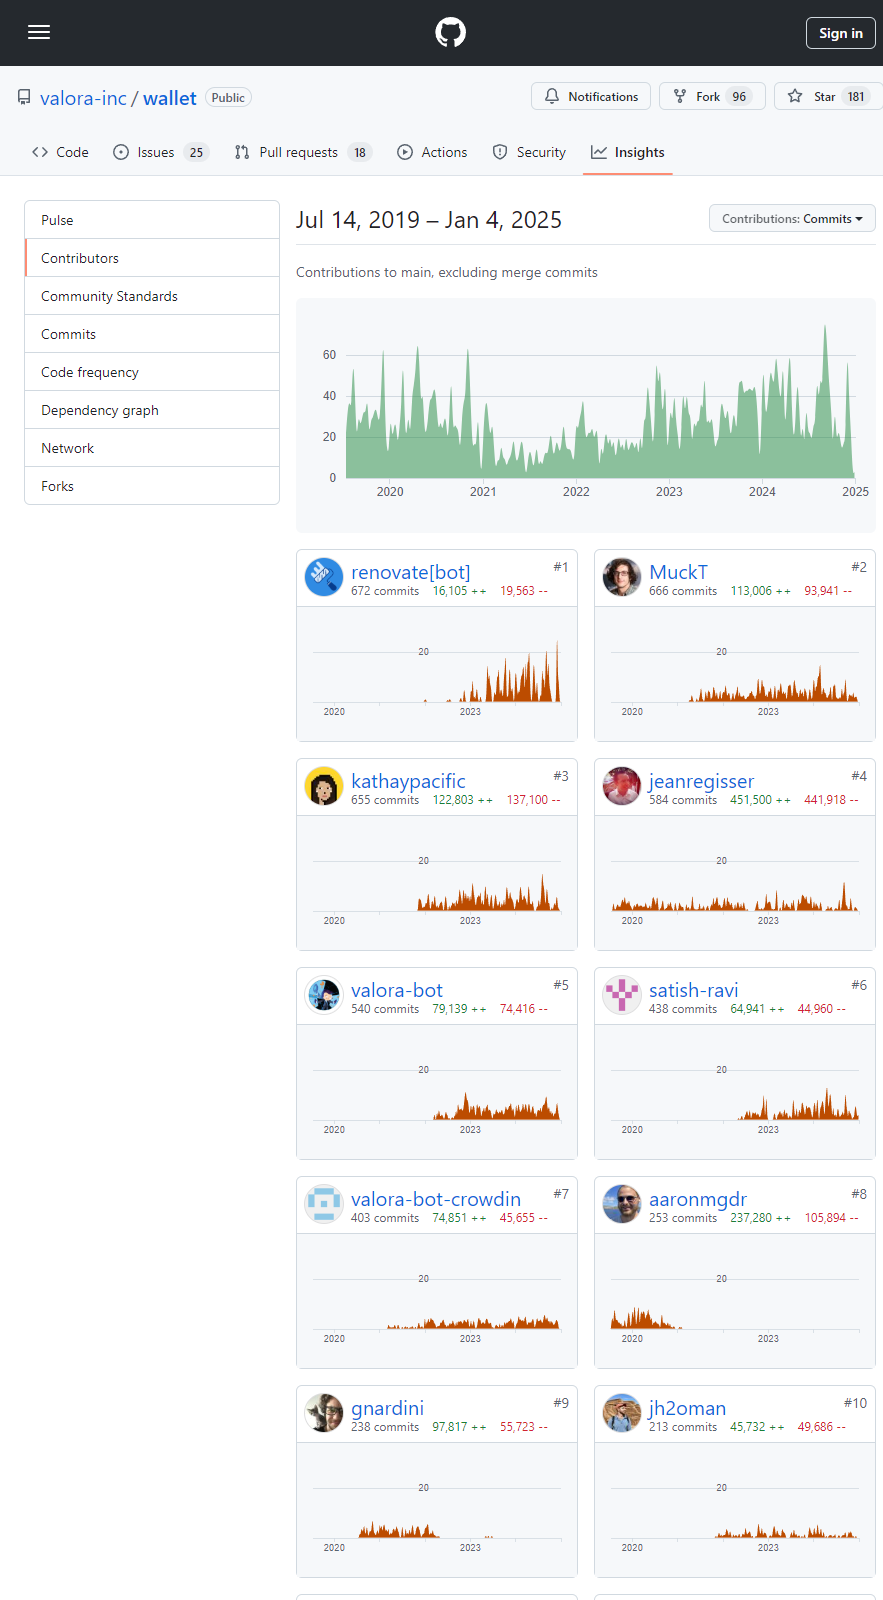 Sign in
valora-inc / wallet Public
Notifications Fork 96 Star 181
Code Issues 25 Pull requests 18 Actions Security Insights
Pulse
Contributors
Community Standards
Commits
Code frequency
Dependency graph
Network
Forks
Jul 14, 2019 – Jan 4, 2025
Contributions: Commits
Contributions to main, excluding merge commits
60
40
20
0
2020 2021 2022 2023 2024 2025
renovate[bot] #1
672 commits 16,105 ++ 19,563 --
20
2020 2023
MuckT #2
666 commits 113,006 ++ 93,941 --
20
2020 2023
kathaypacific #3
655 commits 122,803 ++ 137,100 --
20
2020 2023
jeanregisser #4
584 commits 451,500 ++ 441,918 --
20
2020 2023
valora-bot #5
540 commits 79,139 ++ 74,416 --
20
2020 2023
satish-ravi #6
438 commits 64,941 ++ 44,960 --
20
2020 2023
valora-bot-crowdin #7
403 commits 74,851 ++ 45,655 --
20
2020 2023
aaronmgdr #8
253 commits 237,280 ++ 105,894 --
20
2020 2023
gnardini #9
238 commits 97,817 ++ 55,723 --
20
2020 2023
jh2oman #10
213 commits 45,732 ++ 49,686 --
20
2020 2023